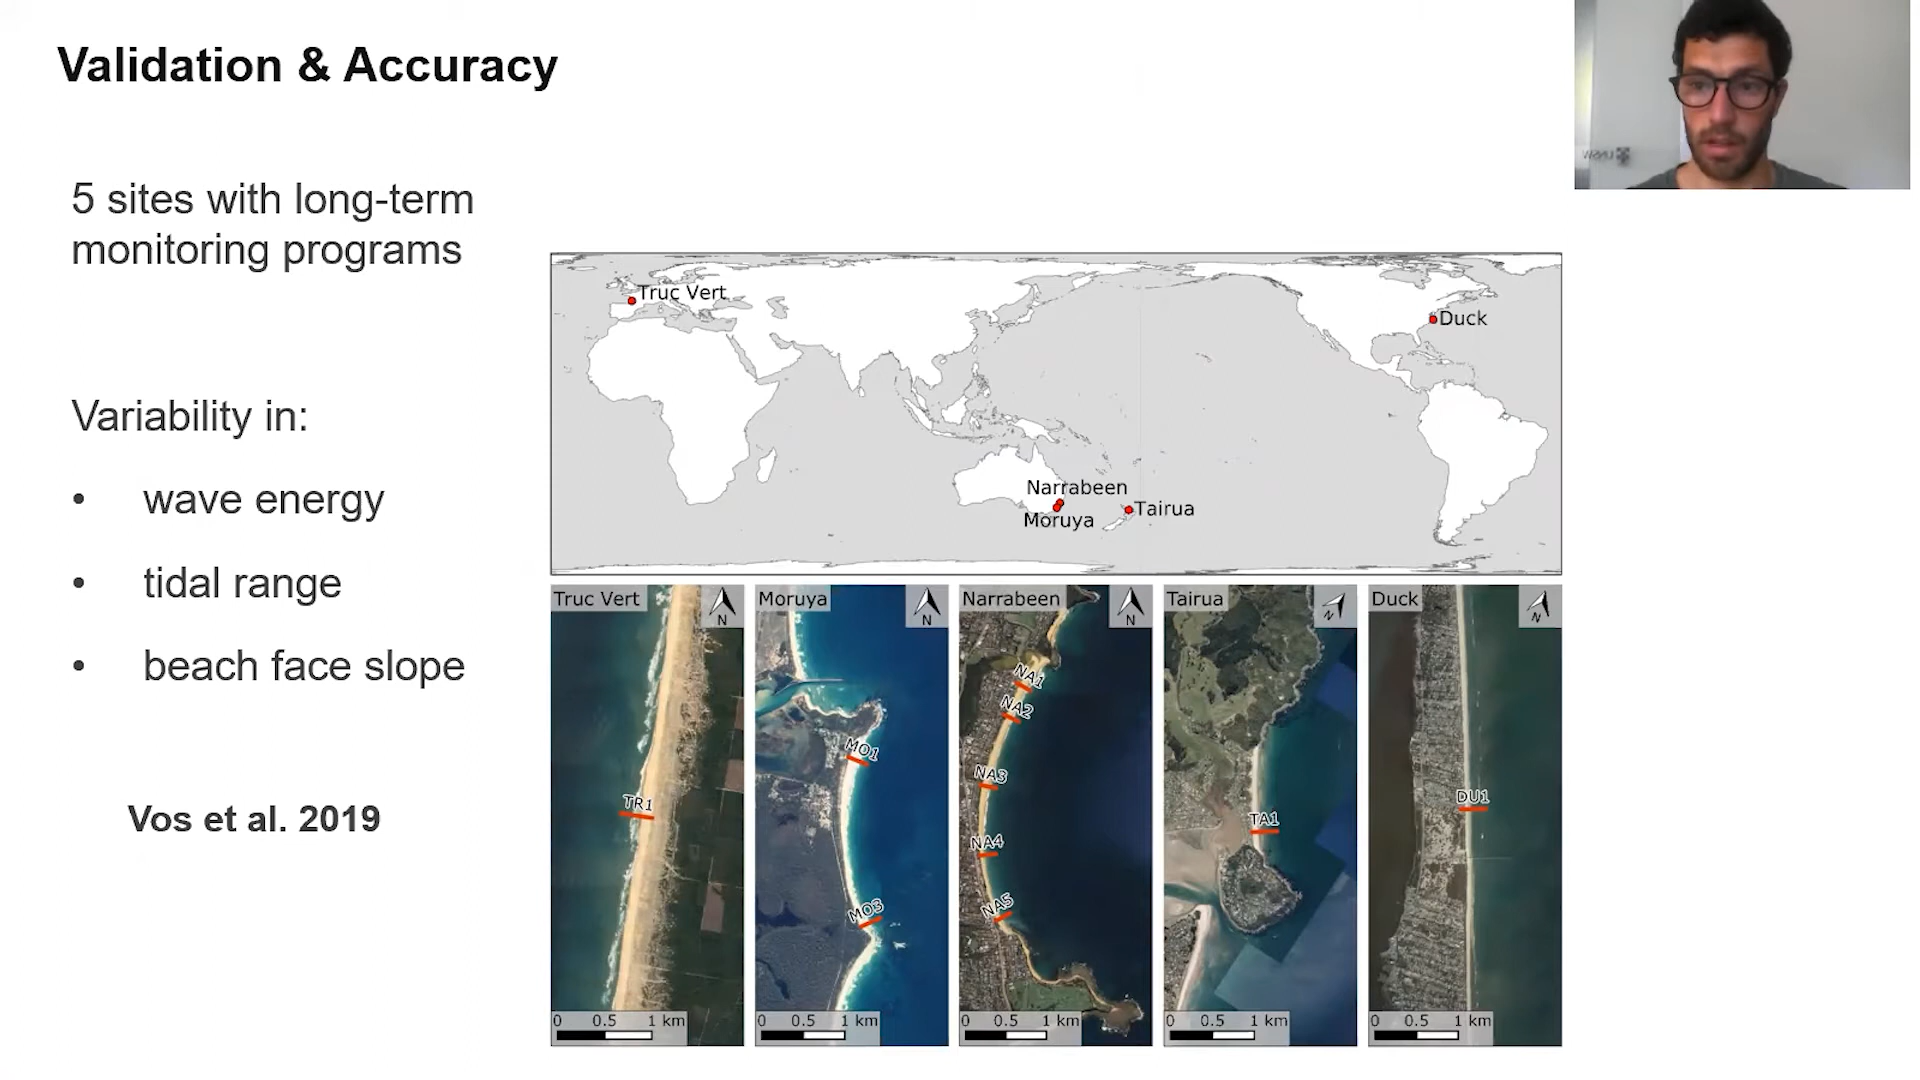 Validation & Accuracy
5 sites with long-term
monitoring programs
Variability in:
• wave energy
• tidal range
• beach face slope
Vos et al. 2019
Truc Vert
Duck
Narrabeen
Moruya
Tairua
Truc Vert
N
TR1
0 0.5 1 km
Moruya
N
MO1
MO3
0 0.5 1 km
Narrabeen
N
NA1
NA2
NA3
NA4
NA5
0 0.5 1 km
Tairua
N
TA1
0 0.5 1 km
Duck
N
DU1
0 0.5 1 km